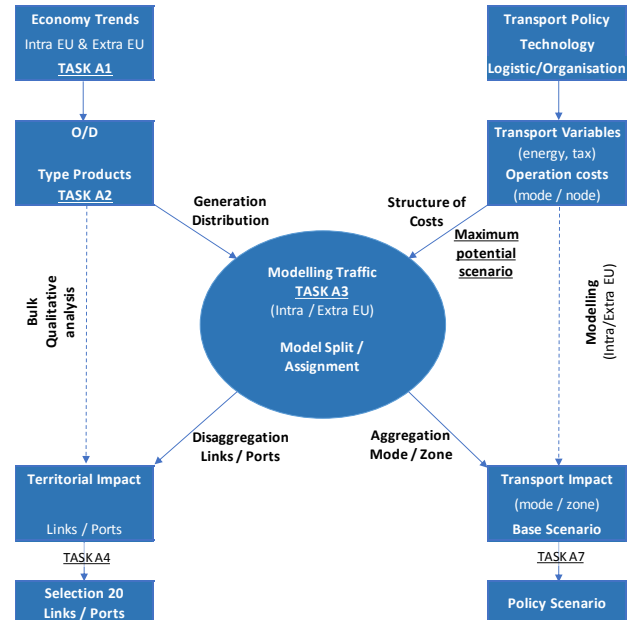 Economy Trends
Intra EU & Extra EU
TASK A1
Transport Policy
Technology
Logistic/Organisation
O/D
Type Products
TASK A2
Transport Variables
(energy, tax)
Operation costs
(mode / node)
Generation
Distribution
Structure of
Costs
Maximum
potential
scenario
Modelling Traffic
TASK A3
(Intra / Extra EU)
Model Split /
Assignment
Bulk
Qualitative
analysis
Modelling
(Intra/Extra EU)
Disaggregation
Links / Ports
Aggregation
Mode / Zone
Territorial Impact
Links / Ports
Transport Impact
(mode / zone)
Base Scenario
TASK A4
TASK A7
Selection 20
Links / Ports
Policy Scenario